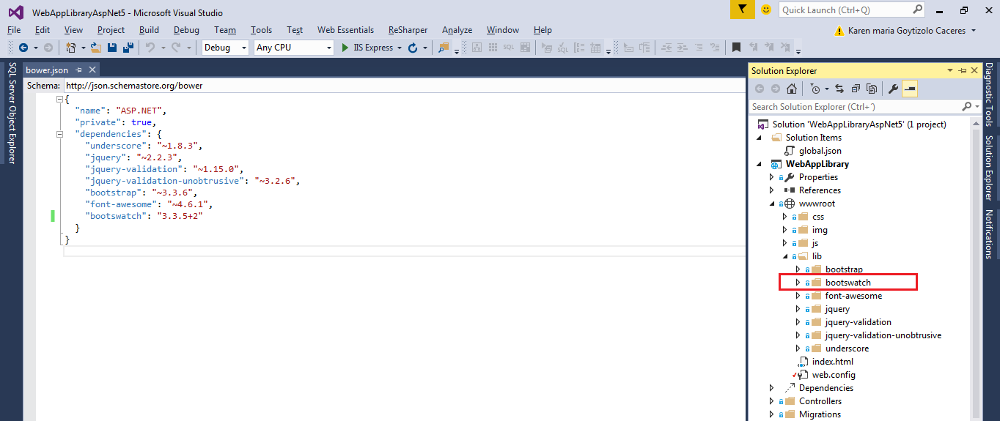 WebAppLibraryAspNet5 - Microsoft Visual Studio
Quick Launch (Ctrl+Q)
File Edit View Project Build Debug Team Tools Test Web Essentials ReSharper Analyze Window Help
Karen maria Goytizolo Caceres
Debug Any CPU IIS Express
SQL
SQL Server Object Explorer
bower.json
Schema: http://json.schemastore.org/bower
{
"name": "ASP.NET",
"private": true,
"dependencies": {
"underscore": "~1.8.3",
"jquery": "~2.2.3",
"jquery-validation": "~1.15.0",
"jquery-validation-unobtrusive": "~3.2.6",
"bootstrap": "~3.3.6",
"font-awesome": "~4.6.1",
"bootswatch": "3.3.5+2"
}
}
Solution Explorer
Search Solution Explorer (Ctrl+´)
Solution 'WebAppLibraryAspNet5' (1 project)
Solution Items
global.json
WebAppLibrary
Properties
References
wwwroot
css
img
js
lib
bootstrap
bootswatch
font-awesome
jquery
jquery-validation
jquery-validation-unobtrusive
underscore
index.html
web.config
Dependencies
Controllers
Migrations
Diagnostic Tools
Solution Explorer
Notifications